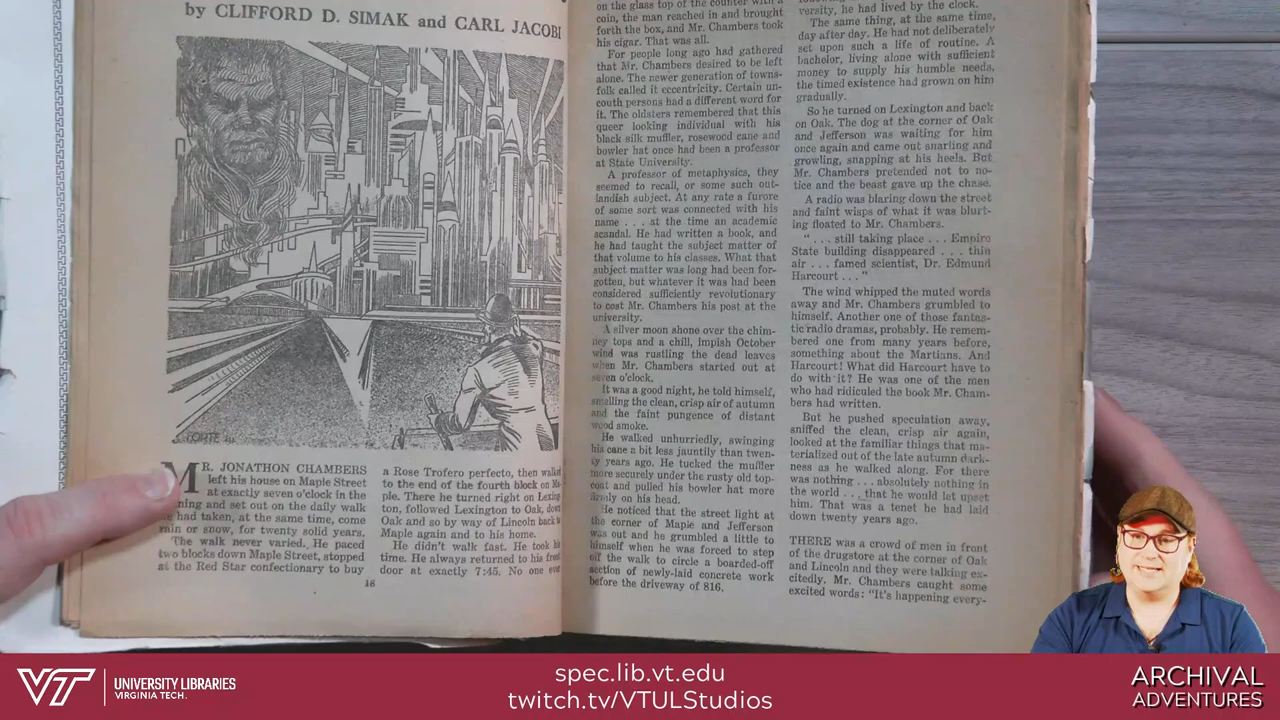 by CLIFFORD D. SIMAK and CARL JACOBI
MR. JONATHON CHAMBERS
left his house on Maple Street
at exactly seven o'clock in the
ning and set out on the daily walk
he had taken, at the same time, come
rain or snow, for twenty solid years.
The walk never varied. He paced
two blocks down Maple Street, stopped
at the Red Star confectionary to buy
a Rose Trofero perfecto, then walked
to the end of the fourth block on Ma-
ple. There he turned right on Lexing-
ton, followed Lexington to Oak, down
Oak and so by way of Lincoln back to
Maple again and to his home.
He didn't walk fast. He took his
time. He always returned to his front
door at exactly 7:45. No one ever
18
on the glass top of the counter with a
coin, the man reached in and brought
forth the box, and Mr. Chambers took
his cigar. That was all.
For people long ago had gathered
that Mr. Chambers desired to be left
alone. The newer generation of towns-
folk called it eccentricity. Certain un-
couth persons had a different word for
it. The oldsters remembered that this
queer looking individual with his
black silk muffler, rosewood cane and
bowler hat once had been a professor
at State University.
A professor of metaphysics, they
seemed to recall, or some such out-
landish subject. At any rate a furore
of some sort was connected with his
name . . . at the time an academic
scandal. He had written a book, and
he had taught the subject matter of
that volume to his classes. What that
subject matter was long had been for-
gotten, but whatever it was had been
considered sufficiently revolutionary
to cost Mr. Chambers his post at the
university.
A silver moon shone over the chim-
ney tops and a chill, impish October
wind was rustling the dead leaves
when Mr. Chambers started out at
seven o'clock.
It was a good night, he told himself,
smelling the clean, crisp air of autumn
and the faint pungence of distant
wood smoke.
He walked unhurriedly, swinging
his cane a bit less jauntily than twen-
ty years ago. He tucked the muffler
more securely under the rusty old top-
coat and pulled his bowler hat more
firmly on his head.
He noticed that the street light at
the corner of Maple and Jefferson
was out and he grumbled a little to
himself when he was forced to step
off the walk to circle a boarded-off
section of newly-laid concrete work
before the driveway of 816.
versity, he had lived by the clock.
The same thing, at the same time,
day after day. He had not deliberately
set upon such a life of routine. A
bachelor, living alone with sufficient
money to supply his humble needs,
the timed existence had grown on him
gradually.
So he turned on Lexington and back
on Oak. The dog at the corner of Oak
and Jefferson was waiting for him
once again and came out snarling and
growling, snapping at his heels. But
Mr. Chambers pretended not to no-
tice and the beast gave up the chase.
A radio was blaring down the street
and faint wisps of what it was blurt-
ing floated to Mr. Chambers.
". . . still taking place . . . Empire
State building disappeared . . . thin
air . . . famed scientist, Dr. Edmund
Harcourt . . ."
The wind whipped the muted words
away and Mr. Chambers grumbled to
himself. Another one of those fantas-
tic radio dramas, probably. He remem-
bered one from many years before,
something about the Martians. And
Harcourt! What did Harcourt have to
do with it? He was one of the men
who had ridiculed the book Mr. Cham-
bers had written.
But he pushed speculation away,
sniffed the clean, crisp air again,
looked at the familiar things that ma-
terialized out of the late autumn dark-
ness as he walked along. For there
was nothing . . . absolutely nothing in
the world . . . that he would let upset
him. That was a tenet he had laid
down twenty years ago.
THERE was a crowd of men in front
of the drugstore at the corner of Oak
and Lincoln and they were talking ex-
citedly. Mr. Chambers caught some
excited words: "It's happening every-
VT
UNIVERSITY LIBRARIES
VIRGINIA TECH.
spec.lib.vt.edu
twitch.tv/VTULStudios
ARCHIVAL
ADVENTURES